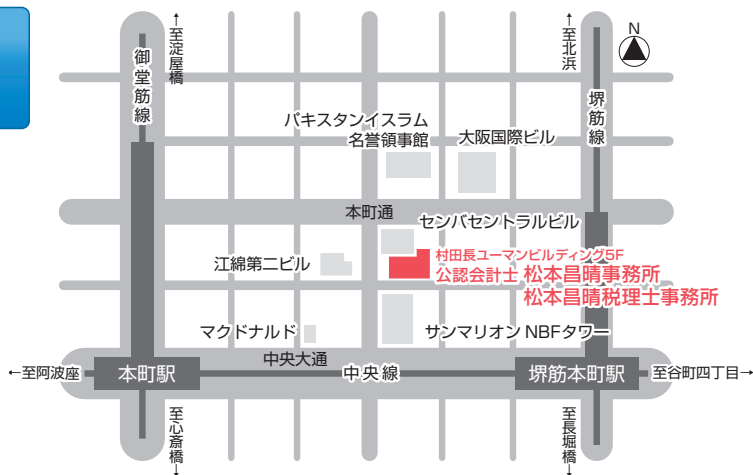 ↑至淀屋橋
↑至北浜
N
御堂筋線
堺筋線
パキスタンイスラム
名誉領事館
大阪国際ビル
本町通
センバセントラルビル
村田長ユーマンビルディング5F
公認会計士 松本昌晴事務所
松本昌晴税理士事務所
江綿第二ビル
マクドナルド
サンマリオン NBFタワー
中央大通
←至阿波座
本町駅
中央線
堺筋本町駅
至谷町四丁目→
至心斎橋→
至長堀橋→